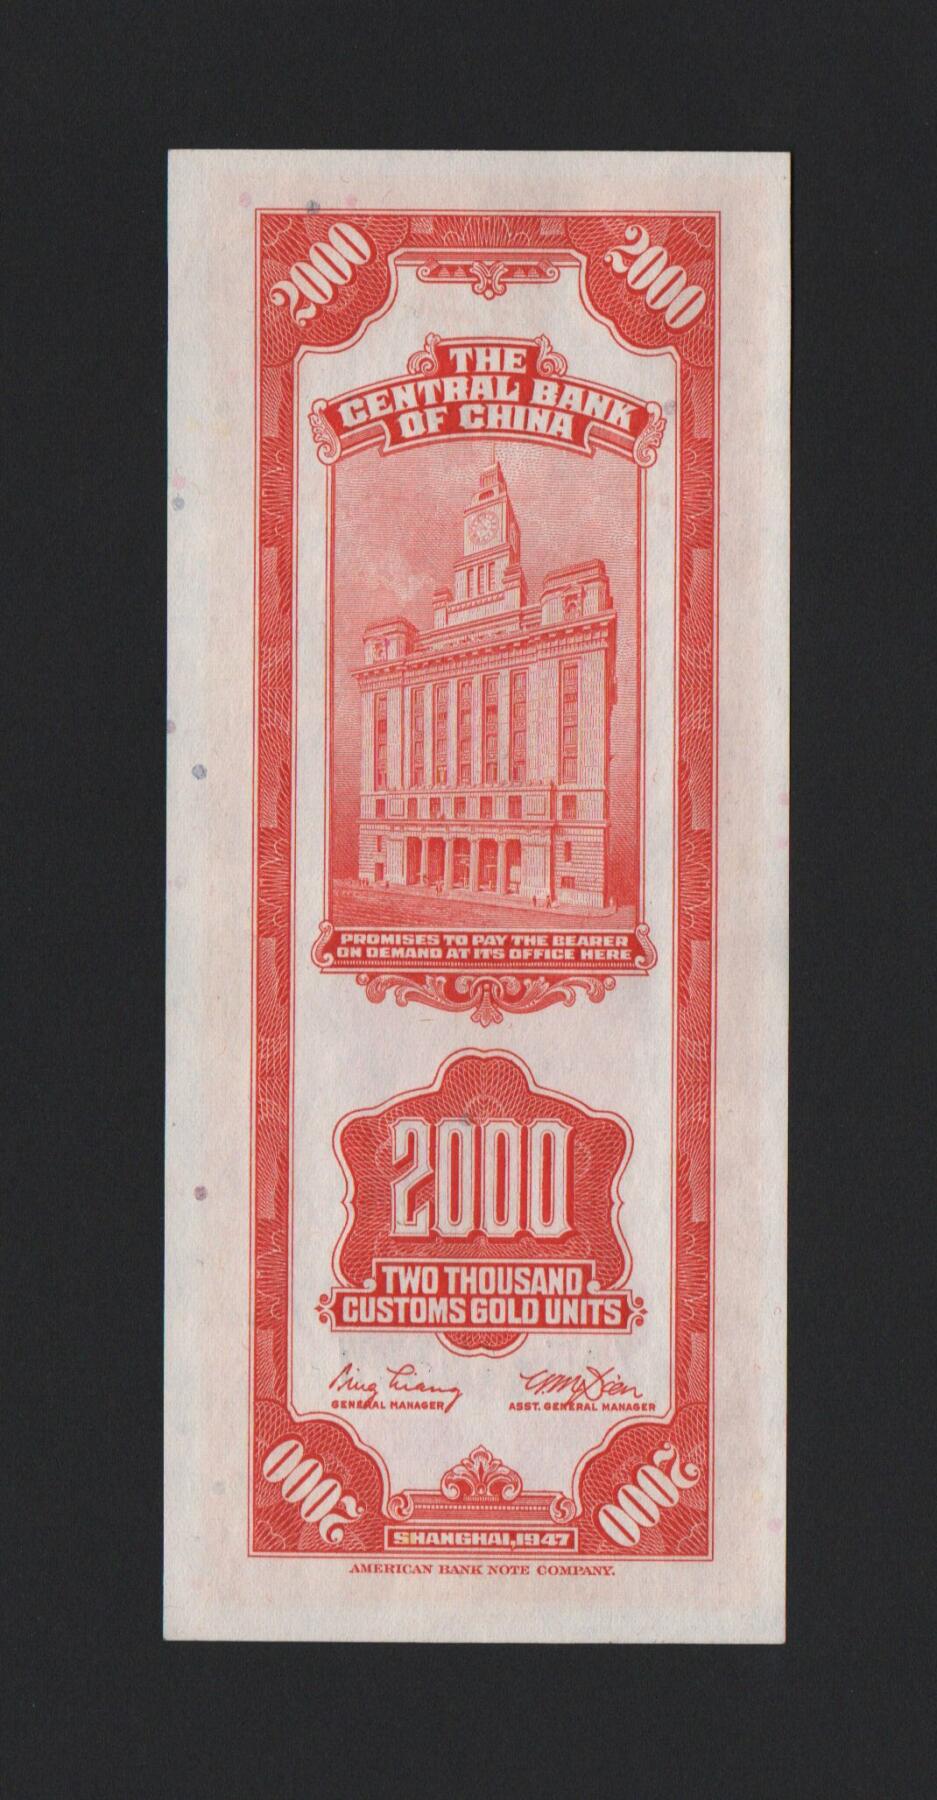 2000 2000
THE
CENTRAL BANK
OF CHINA
PROMISES TO PAY THE BEARER
ON DEMAND AT ITS OFFICE HERE
2000
TWO THOUSAND
CUSTOMS GOLD UNITS
GENERAL MANAGER ASST. GENERAL MANAGER
2000 2000
SHANGHAI, 1947
AMERICAN BANK NOTE COMPANY.